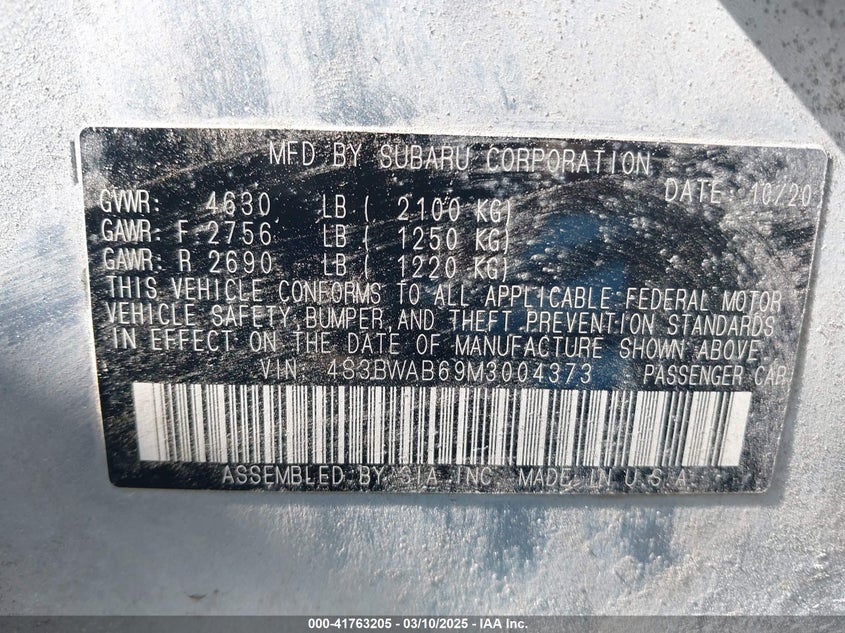 MFD BY SUBARU CORPORATION
DATE 10/20
GVWR: 4630 LB ( 2100 KG)
GAWR: F 2756 LB ( 1250 KG)
GAWR: R 2690 LB ( 1220 KG)
THIS VEHICLE CONFORMS TO ALL APPLICABLE FEDERAL MOTOR
VEHICLE SAFETY, BUMPER, AND THEFT PREVENTION STANDARDS
IN EFFECT ON THE DATE OF MANUFACTURE SHOWN ABOVE.
VIN: 4S3BWAB69M3004373 PASSENGER CAR
ASSEMBLED BY SIA INC. MADE IN U.S.A.
000-41763205 - 03/10/2025 - IAA Inc.